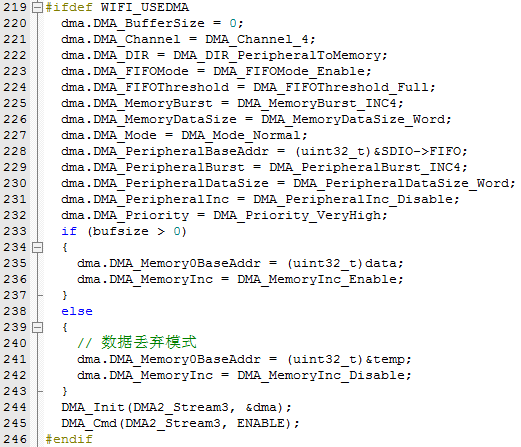 219 #ifdef WIFI_USEDMA
220 dma.DMA_BufferSize = 0;
221 dma.DMA_Channel = DMA_Channel_4;
222 dma.DMA_DIR = DMA_DIR_PeripheralToMemory;
223 dma.DMA_FIFOMode = DMA_FIFOMode_Enable;
224 dma.DMA_FIFOThreshold = DMA_FIFOThreshold_Full;
225 dma.DMA_MemoryBurst = DMA_MemoryBurst_INC4;
226 dma.DMA_MemoryDataSize = DMA_MemoryDataSize_Word;
227 dma.DMA_Mode = DMA_Mode_Normal;
228 dma.DMA_PeripheralBaseAddr = (uint32_t)&SDIO->FIFO;
229 dma.DMA_PeripheralBurst = DMA_PeripheralBurst_INC4;
230 dma.DMA_PeripheralDataSize = DMA_PeripheralDataSize_Word;
231 dma.DMA_PeripheralInc = DMA_PeripheralInc_Disable;
232 dma.DMA_Priority = DMA_Priority_VeryHigh;
233 if (bufsize > 0)
234 {
235 dma.DMA_Memory0BaseAddr = (uint32_t)data;
236 dma.DMA_MemoryInc = DMA_MemoryInc_Enable;
237 }
238 else
239 {
240 // 数据丢弃模式
241 dma.DMA_Memory0BaseAddr = (uint32_t)&temp;
242 dma.DMA_MemoryInc = DMA_MemoryInc_Disable;
243 }
244 DMA_Init(DMA2_Stream3, &dma);
245 DMA_Cmd(DMA2_Stream3, ENABLE);
246 #endif